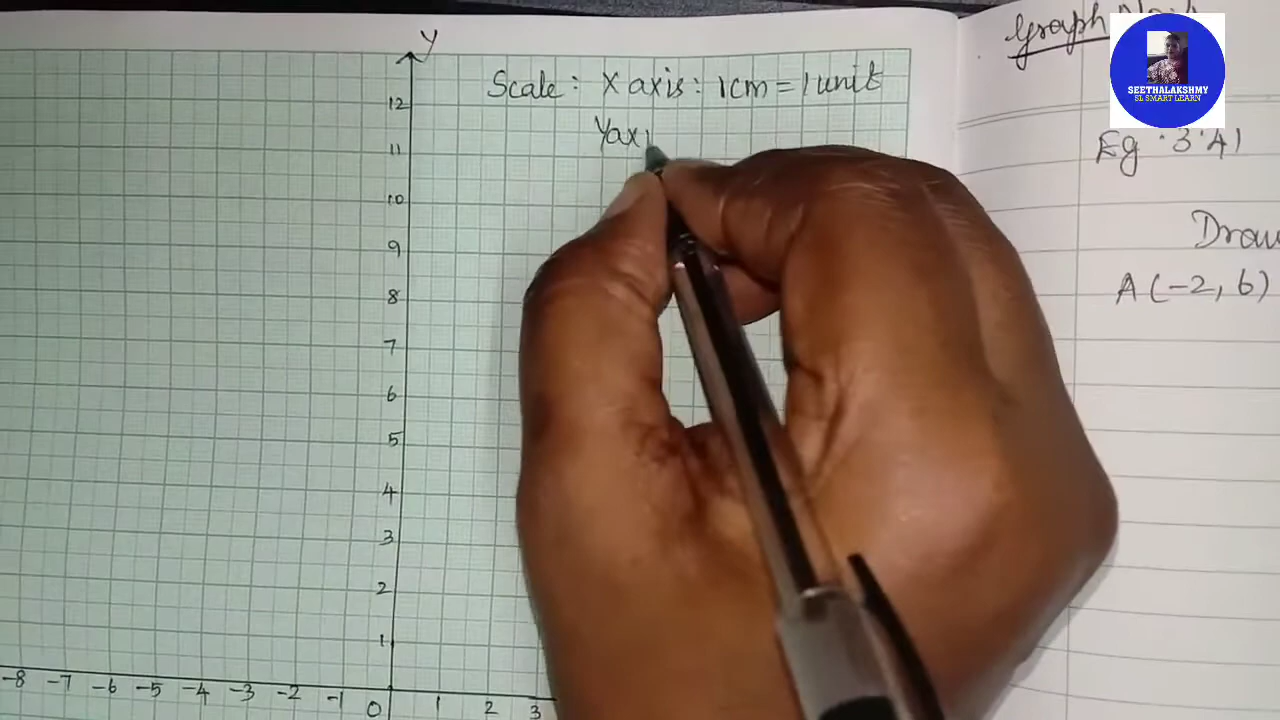 Y
Scale: X axis: 1cm = 1 unit
Yaxi
12
11
10
9
8
7
6
5
4
3
2
1
-8 -7 -6 -5 -4 -3 -2 -1 0 1 2 3
Graph
SEETHALAKSHMY
SL SMART LEARN
Eg. 3.41
Draw
A (-2, 6)